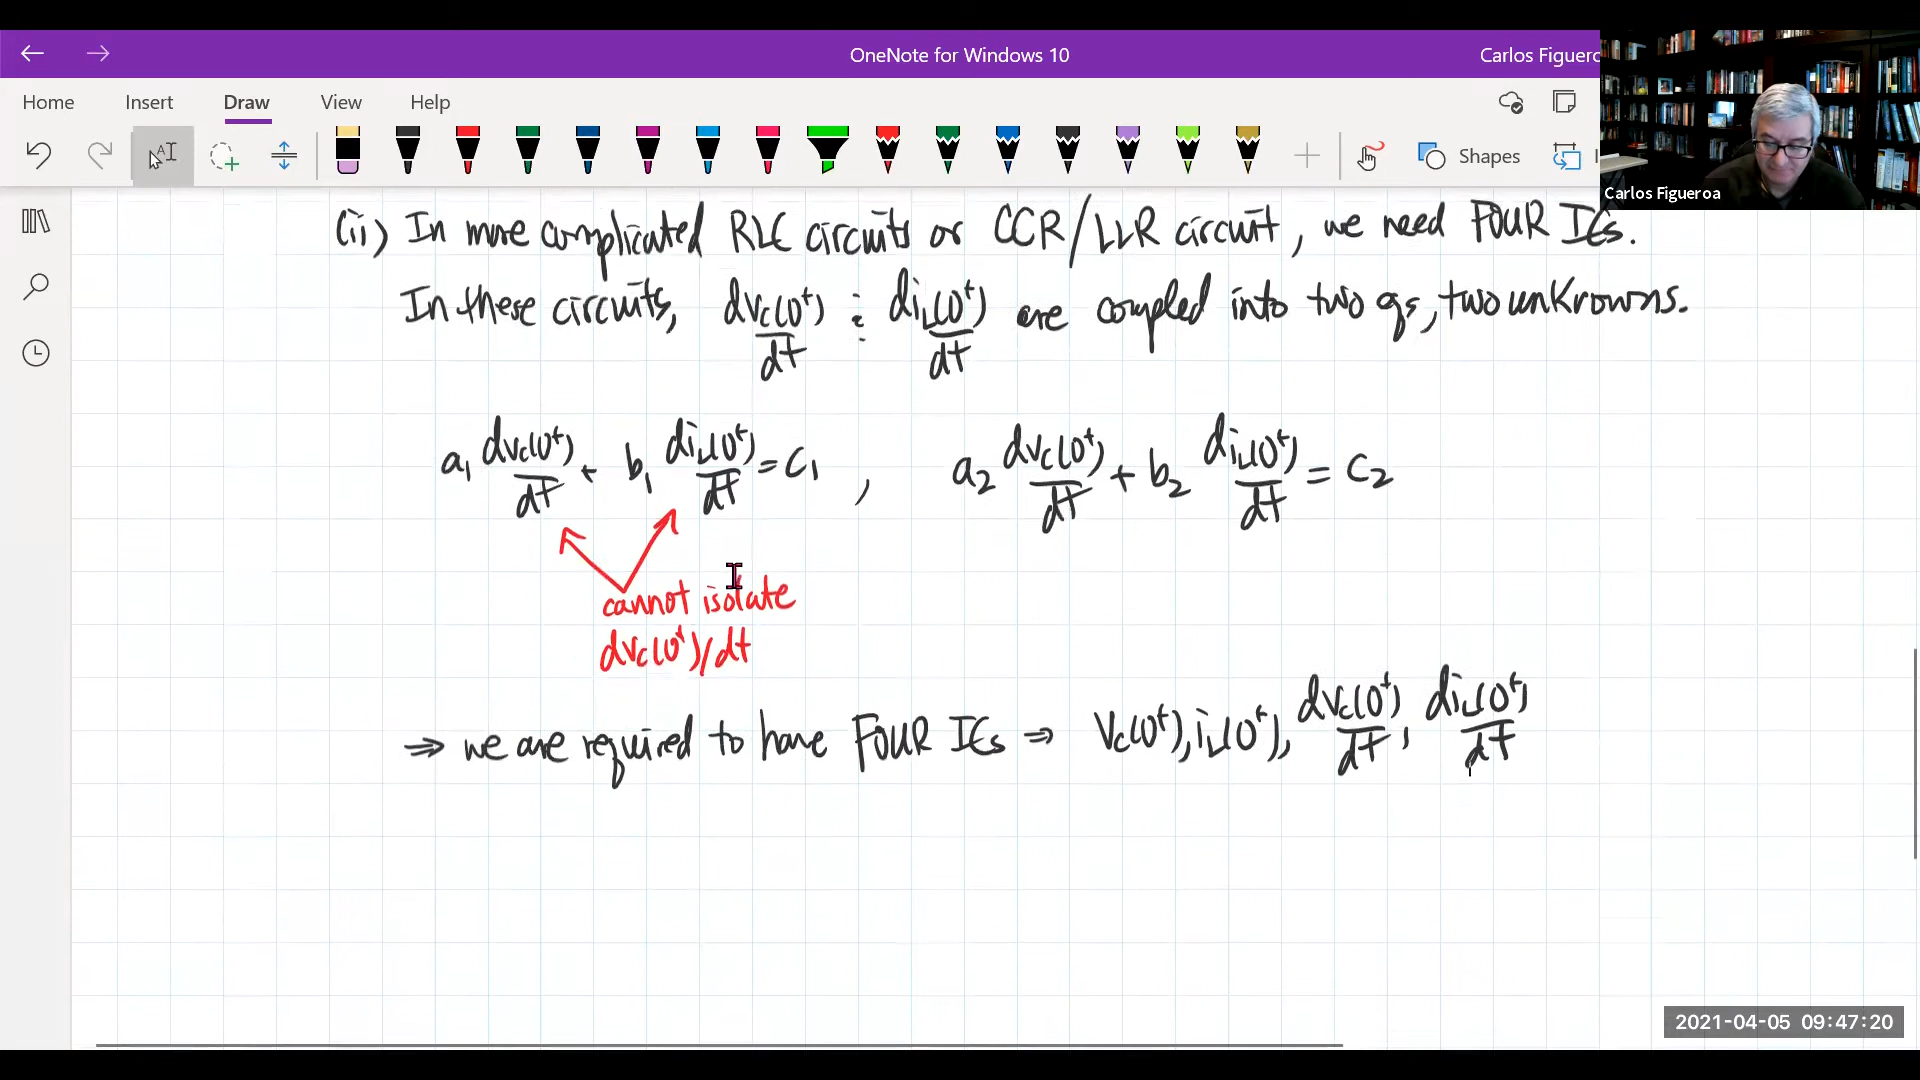 OneNote for Windows 10
Carlos Figuero
Home Insert Draw View Help
Shapes
Carlos Figueroa
(ii) In more complicated RLC circuits or CCR/LLR circuit, we need FOUR ICs.
In these circuits, dvc(0+)/dt ; diL(0+)/dt are coupled into two eqs, two unknowns.
a1 dvc(0+)/dt + b1 diL(0+)/dt = c1 , a2 dvc(0+)/dt + b2 diL(0+)/dt = c2
cannot isolate
dvc(0+)/dt
⇒ we are required to have FOUR ICs ⇒ vc(0+), iL(0+), dvc(0+)/dt, diL(0+)/dt
2021-04-05 09:47:20